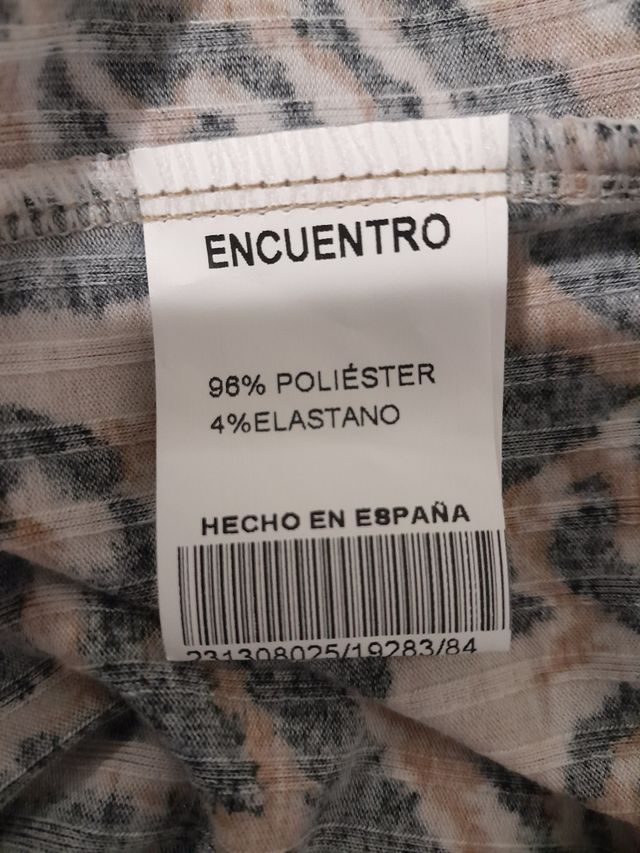 ENCUENTRO
96% POLIÉSTER
4%ELASTANO
HECHO EN ESPAÑA
231308025/19283/84